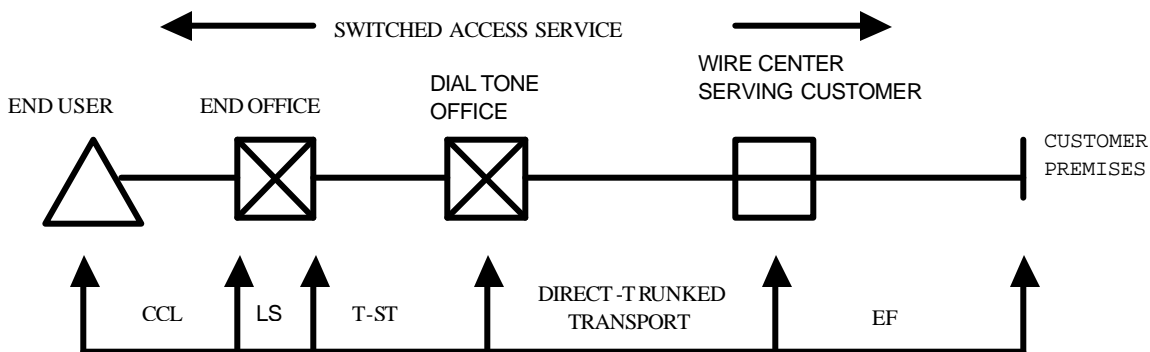 SWITCHED ACCESS SERVICE
WIRE CENTER
SERVING CUSTOMER
DIAL TONE
OFFICE
END USER
END OFFICE
CUSTOMER
PREMISES
CCL
LS
T-ST
DIRECT-TRUNKED
TRANSPORT
EF